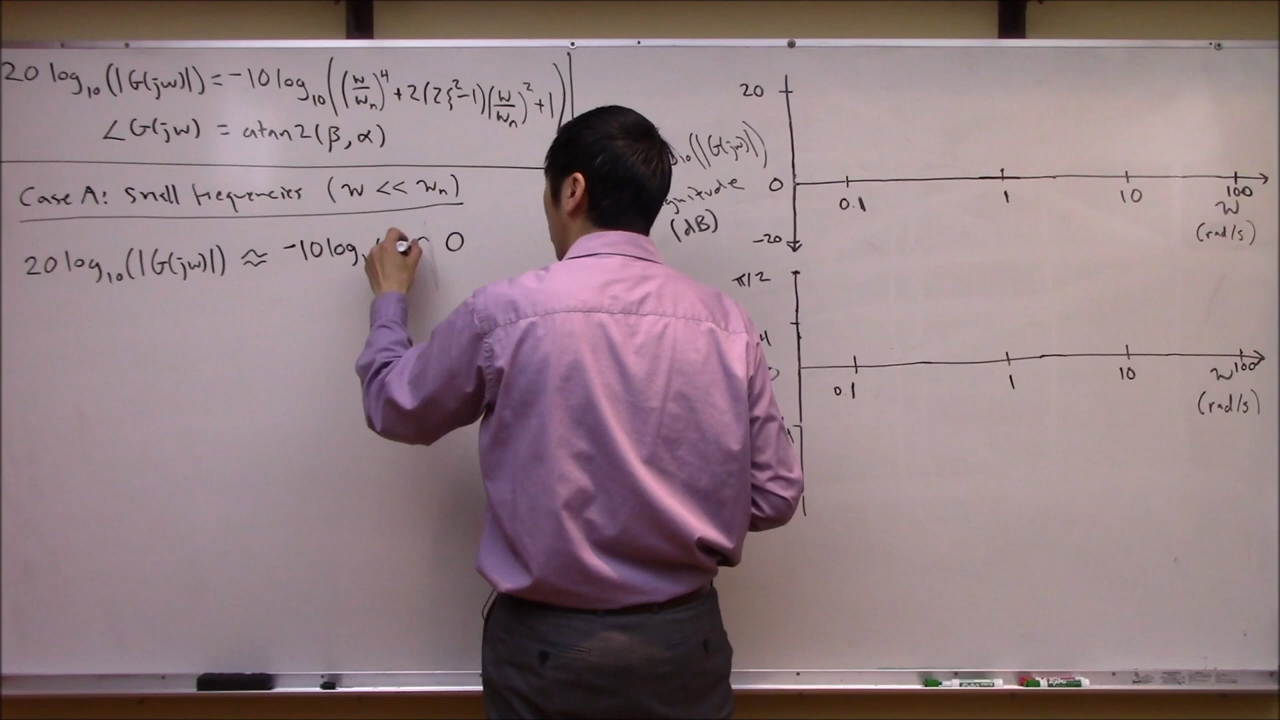 20 log₁₀(|G(jw)|) = -10 log₁₀((w/wₙ)⁴ + 2(2ξ²-1)(w/wₙ)² + 1)
∠G(jw) = atan2(β, α)
Case A: Small frequencies (w << wₙ)
20 log₁₀(|G(jw)|) ≈ -10 log 0
20
(|G(jw)|)
(dB)
0
-20
0.1
1
10
100
w
(rad/s)
π/2
0.1
1
10
100
w
(rad/s)